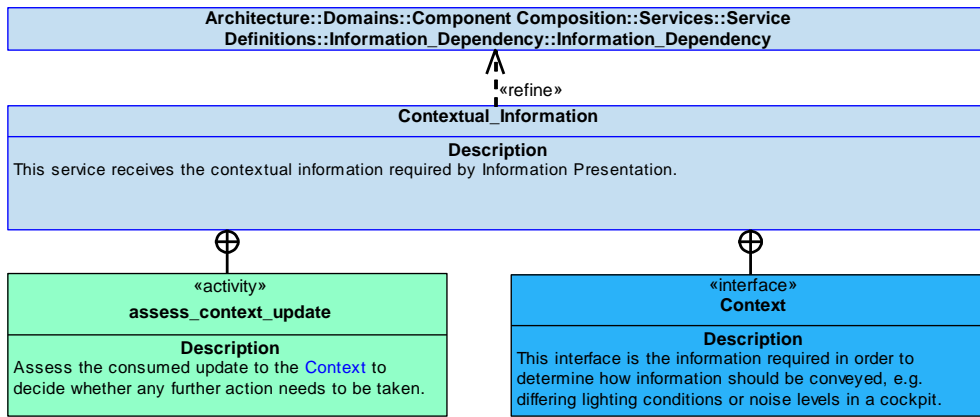 Architecture::Domains::Component Composition::Services::Service
Definitions::Information_Dependency::Information_Dependency
«refine»
Contextual_Information
Description
This service receives the contextual information required by Information Presentation.
«activity»
assess_context_update
Description
Assess the consumed update to the Context to
decide whether any further action needs to be taken.
«interface»
Context
Description
This interface is the information required in order to
determine how information should be conveyed, e.g.
differing lighting conditions or noise levels in a cockpit.